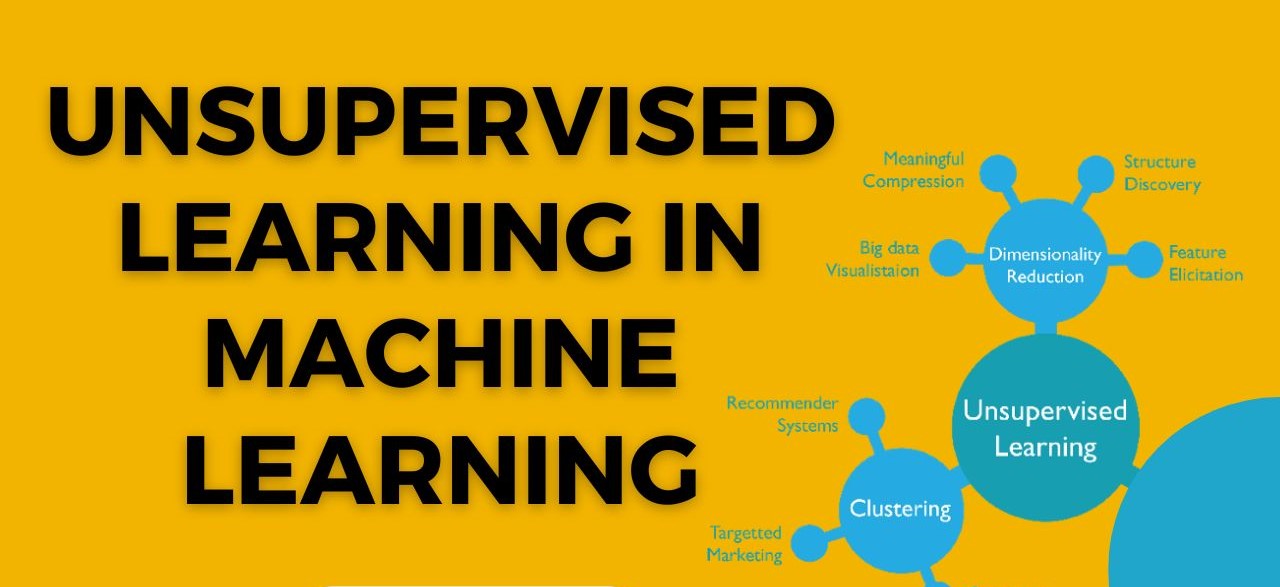 UNSUPERVISED
LEARNING IN
MACHINE
LEARNING
Meaningful
Compression
Structure
Discovery
Big data
Visualistaion
Dimensionality
Reduction
Feature
Elicitation
Unsupervised
Learning
Recommender
Systems
Clustering
Targetted
Marketing